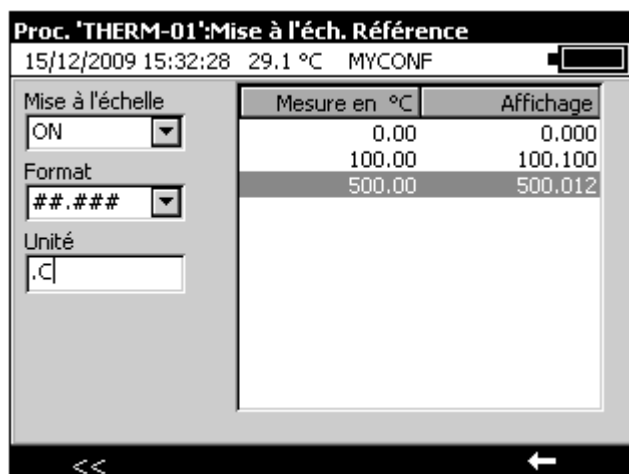 Proc. 'THERM-01':Mise à l'éch. Référence
15/12/2009 15:32:28 29.1 °C MYCONF
Mise à l'échelle
ON
Format
##.###
Unité
.C
Mesure en °C Affichage
0.00 0.000
100.00 100.100
500.00 500.012
<<